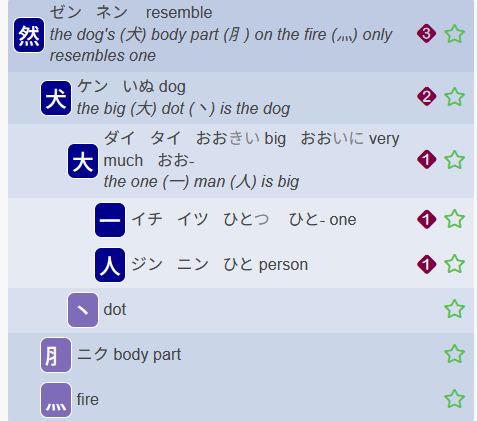 然 ゼン ネン resemble
the dog's (犬) body part (⺼) on the fire (灬) only
resembles one
3
犬 ケン いぬ dog
the big (大) dot (丶) is the dog
2
大 ダイ タイ おおきい big おおいに very
much おお-
the one (一) man (人) is big
1
一 イチ イツ ひとつ ひと- one
1
人 ジン ニン ひと person
1
丶 dot
⺼ ニク body part
灬 fire